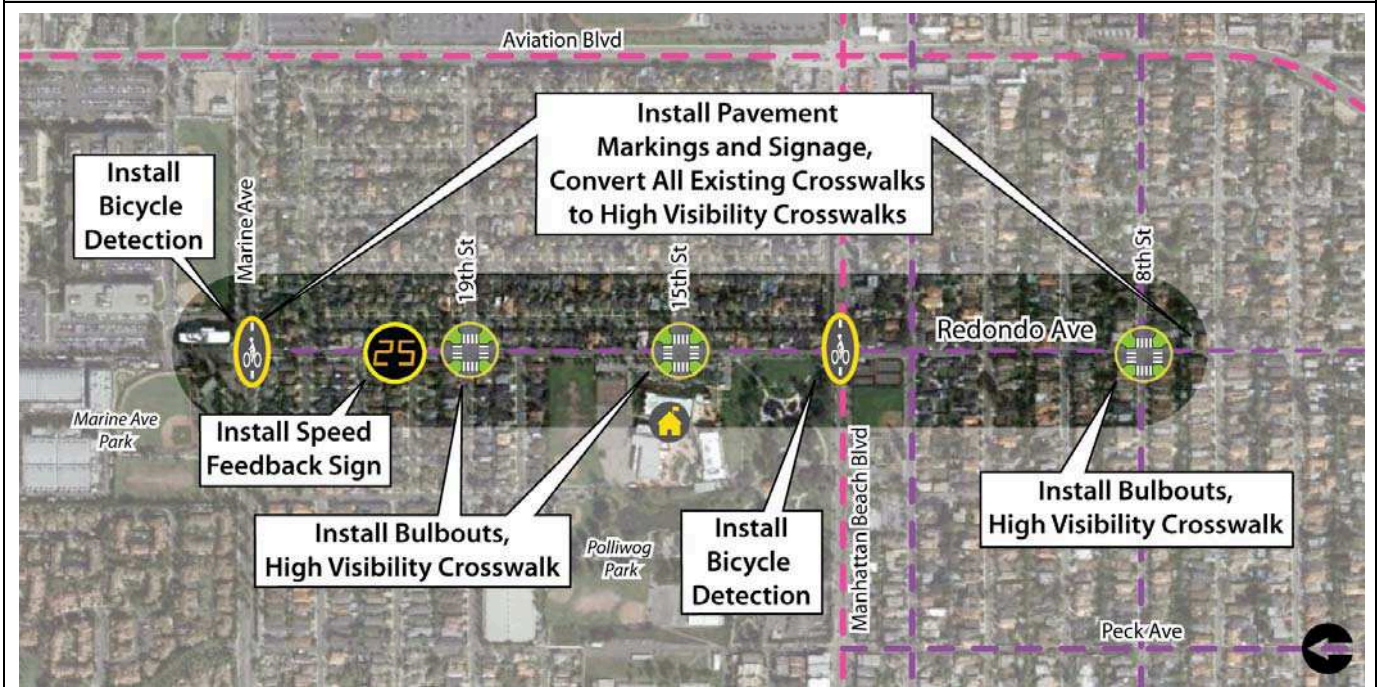 Aviation Blvd
Install Pavement
Markings and Signage,
Convert All Existing Crosswalks
to High Visibility Crosswalks
Install
Bicycle
Detection
Marine Ave
19th St
15th St
8th St
Redondo Ave
25
Marine Ave
Park
Install Speed
Feedback Sign
Install Bulbouts,
High Visibility Crosswalk
Polliwog
Park
Install
Bicycle
Detection
Manhattan Beach Blvd
Install Bulbouts,
High Visibility Crosswalk
Peck Ave